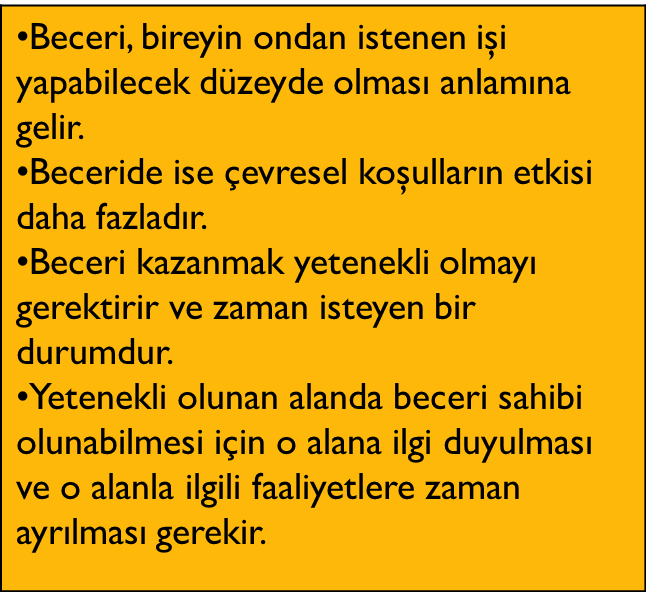 •Beceri, bireyin ondan istenen işi
yapabilecek düzeyde olması anlamına
gelir.
•Beceride ise çevresel koşulların etkisi
daha fazladır.
•Beceri kazanmak yetenekli olmayı
gerektirir ve zaman isteyen bir
durumdur.
•Yetenekli olunan alanda beceri sahibi
olunabilmesi için o alana ilgi duyulması
ve o alanla ilgili faaliyetlere zaman
ayrılması gerekir.